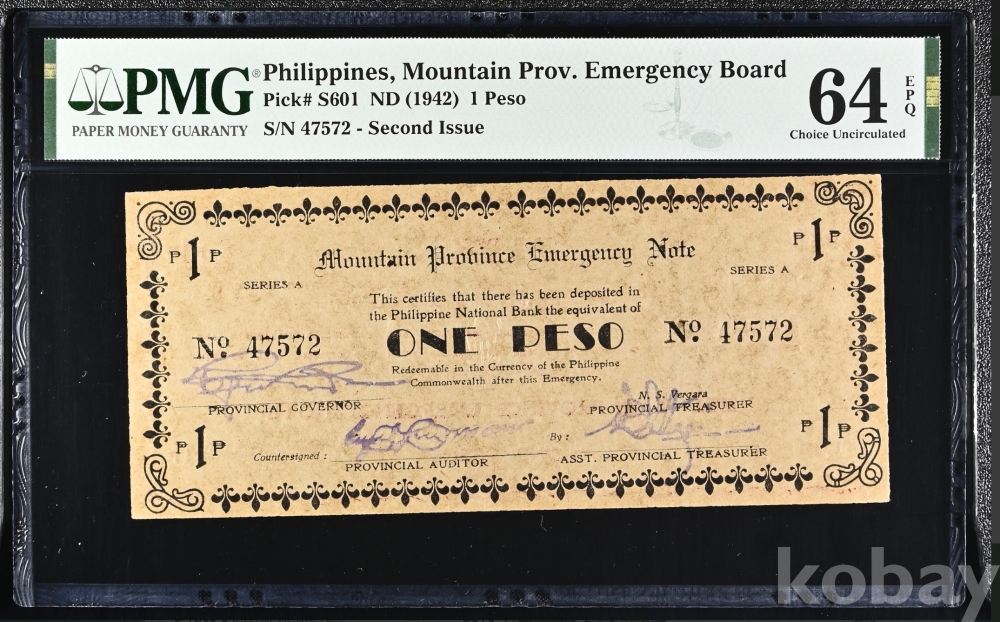 PMG®
PAPER MONEY GUARANTY
Philippines, Mountain Prov. Emergency Board
Pick# S601 ND (1942) 1 Peso
S/N 47572 - Second Issue
64 EPQ
Choice Uncirculated
₱ 1 ₱
₱ 1 ₱
Mountain Province Emergency Note
SERIES A
SERIES A
This certifies that there has been deposited in
the Philippine National Bank the equivalent of
Nº 47572
ONE PESO
Nº 47572
Redeemable in the Currency of the Philippine
Commonwealth after this Emergency.
N. S. Vergara
PROVINCIAL GOVERNOR
PROVINCIAL TREASURER
₱ 1 ₱
₱ 1 ₱
Countersigned :
By :
PROVINCIAL AUDITOR
ASST. PROVINCIAL TREASURER
kobay